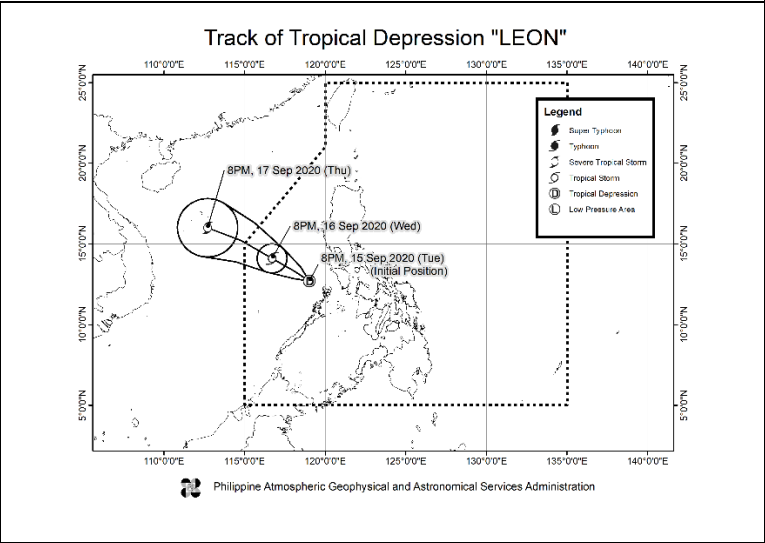 Track of Tropical Depression "LEON"
110°0'0"E 115°0'0"E 120°0'0"E 125°0'0"E 130°0'0"E 135°0'0"E 140°0'0"E
25°0'0"N 25°0'0"N
Legend
Super Typhoon
Typhoon
Severe Tropical Storm
Tropical Storm
Tropical Depression
L Low Pressure Area
20°0'0"N 20°0'0"N
8PM, 17 Sep 2020 (Thu)
8PM, 16 Sep 2020 (Wed)
15°0'0"N 15°0'0"N
8PM, 15 Sep 2020 (Tue)
(Initial Position)
10°0'0"N 10°0'0"N
5°0'0"N 5°0'0"N
110°0'0"E 115°0'0"E 120°0'0"E 125°0'0"E 130°0'0"E 135°0'0"E 140°0'0"E
Philippine Atmospheric Geophysical and Astronomical Services Administration